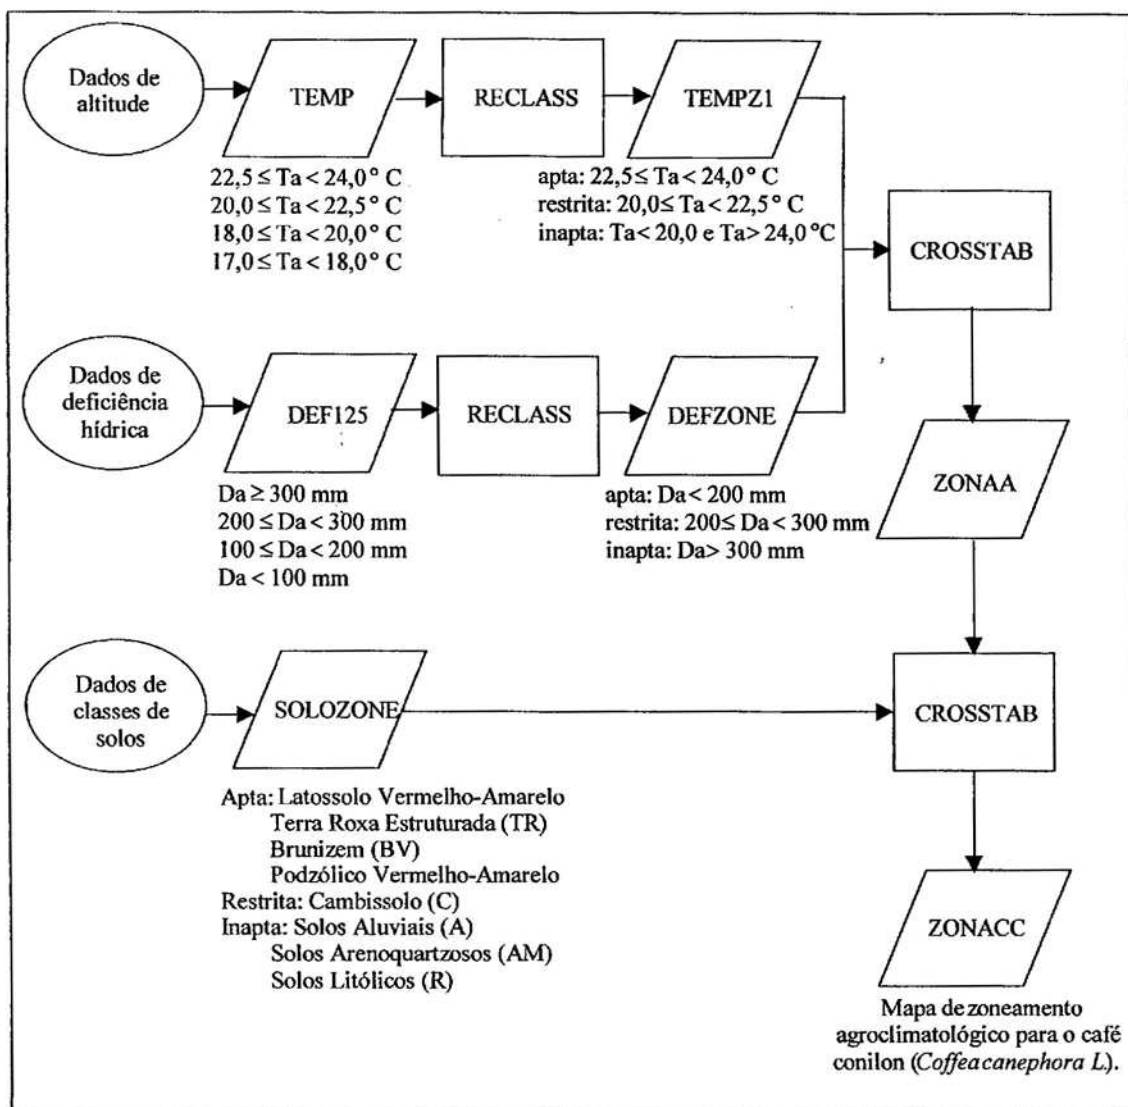 Dados de
altitude
TEMP
RECLASS
TEMPZ1
22,5 ≤ Ta < 24,0° C
20,0 ≤ Ta < 22,5° C
18,0 ≤ Ta < 20,0° C
17,0 ≤ Ta < 18,0° C
apta: 22,5 ≤ Ta < 24,0° C
restrita: 20,0 ≤ Ta < 22,5° C
inapta: Ta < 20,0 e Ta > 24,0 °C
CROSSTAB
Dados de
deficiência
hídrica
DEF125
RECLASS
DEFZONE
Da ≥ 300 mm
200 ≤ Da < 300 mm
100 ≤ Da < 200 mm
Da < 100 mm
apta: Da < 200 mm
restrita: 200 ≤ Da < 300 mm
inapta: Da > 300 mm
ZONAA
Dados de
classes de
solos
SOLOZONE
CROSSTAB
Apta: Latossolo Vermelho-Amarelo
Terra Roxa Estruturada (TR)
Brunizem (BV)
Podzólico Vermelho-Amarelo
Restrita: Cambissolo (C)
Inapta: Solos Aluviais (A)
Solos Arenoquartzosos (AM)
Solos Litólicos (R)
ZONACC
Mapa de zoneamento
agroclimatológico para o café
conilon (Coffea canephora L).